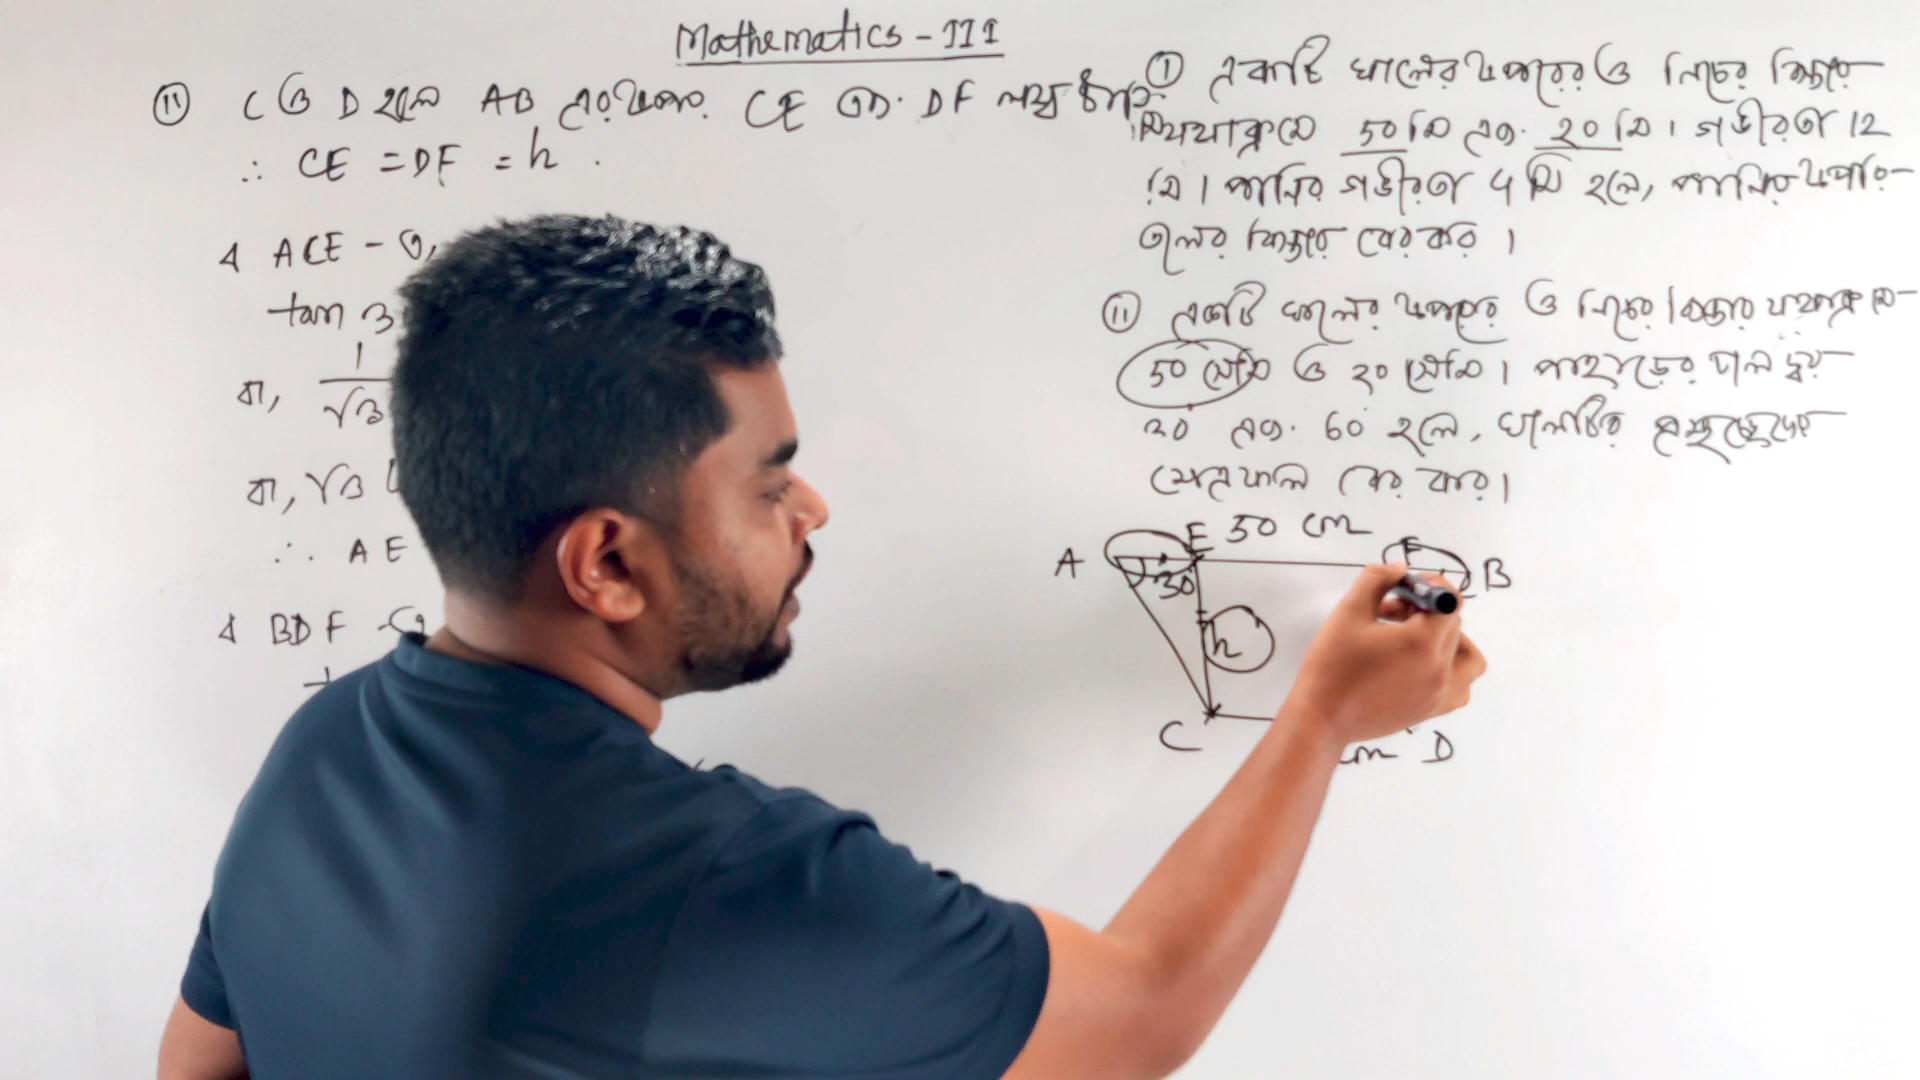 Mathematics - III
(ii) C ও D হতে AB এর উপর CE এবং DF লম্ব
∴ CE = DF = h .
⊿ ACE - এ,
tan 3
বা, 1/√3
বা, √3
∴ AE
⊿ BDF - এ
(i) একটি খালের উপরের ও নিচের বিস্তার
যথাক্রমে 50 মি এবং 20 মি। গভীরতা 12
মি। পানির গভীরতা 4 মি হলে, পানির উপরি-
তলের বিস্তার বের কর।
(ii) একটি খালের উপরের ও নিচের বিস্তার যথাক্রমে-
50 সেমি ও 20 সেমি। পাহাড়ের ঢাল দ্বয়
30° এবং 60° হলে, খালটির প্রস্থচ্ছেদের
ক্ষেত্রফল বের কর।
A E 50 cm F B
30
h
C cm D